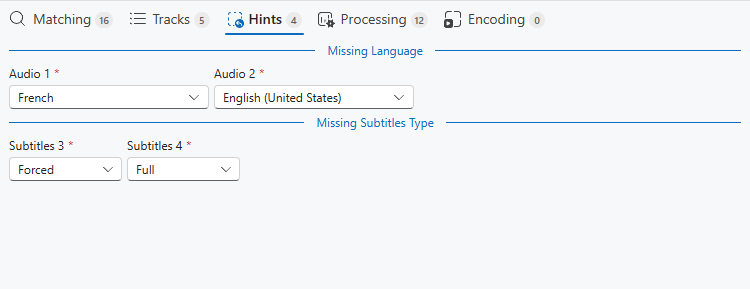 Matching 16 Tracks 5 Hints 4 Processing 12 Encoding 0
Missing Language
Audio 1 * Audio 2 *
French English (United States)
Missing Subtitles Type
Subtitles 3 * Subtitles 4 *
Forced Full